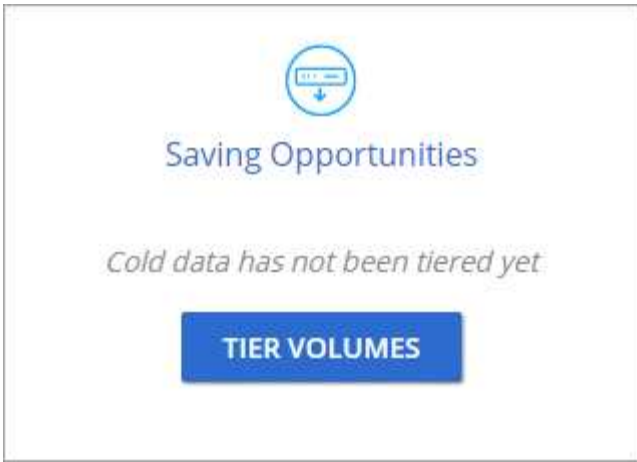 Saving Opportunities
Cold data has not been tiered yet
TIER VOLUMES